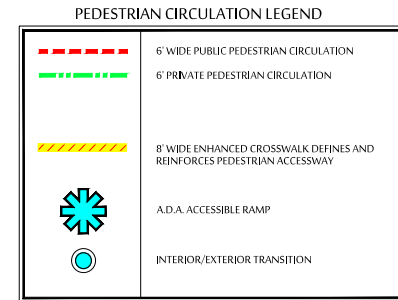 PEDESTRIAN CIRCULATION LEGEND
6' WIDE PUBLIC PEDESTRIAN CIRCULATION
6' PRIVATE PEDESTRIAN CIRCULATION
8' WIDE ENHANCED CROSSWALK DEFINES AND
REINFORCES PEDESTRIAN ACCESSWAY
A.D.A. ACCESSIBLE RAMP
INTERIOR/EXTERIOR TRANSITION